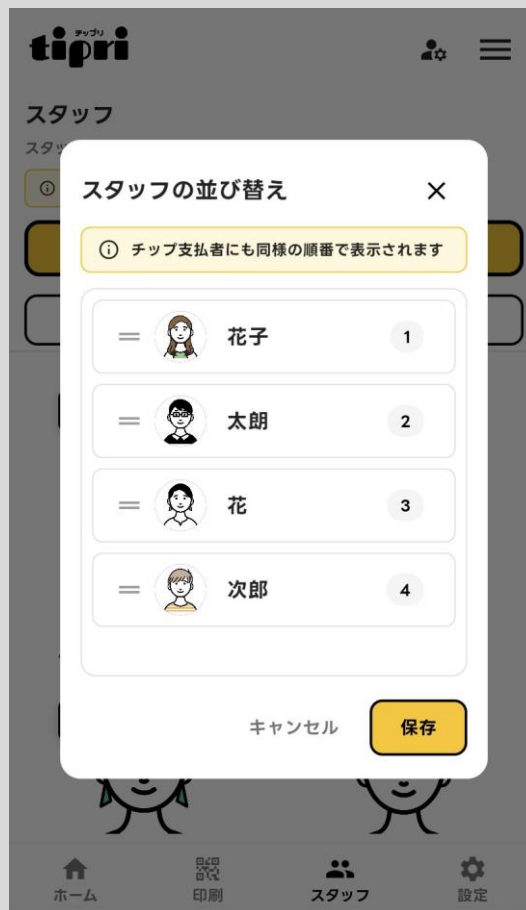 チップリ
tipri
スタッフ
スタッ
スタッフの並び替え
チップ支払者にも同様の順番で表示されます
花子 1
太朗 2
花 3
次郎 4
キャンセル 保存
ホーム 印刷 スタッフ 設定